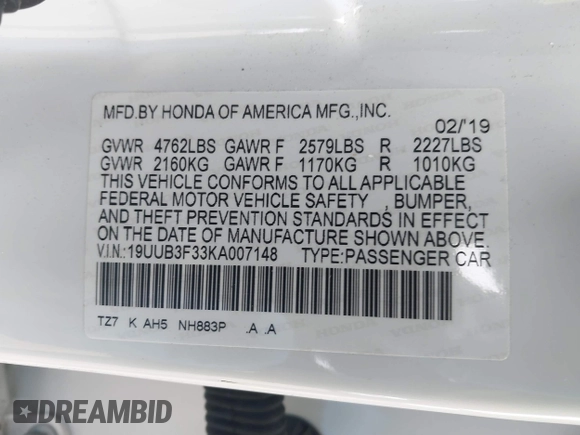 MFD.BY HONDA OF AMERICA MFG.,INC.
02/'19
GVWR 4762LBS GAWR F 2579LBS R 2227LBS
GVWR 2160KG GAWR F 1170KG R 1010KG
THIS VEHICLE CONFORMS TO ALL APPLICABLE
FEDERAL MOTOR VEHICLE SAFETY , BUMPER,
AND THEFT PREVENTION STANDARDS IN EFFECT
ON THE DATE OF MANUFACTURE SHOWN ABOVE.
V.I.N.:19UUB3F33KA007148 TYPE:PASSENGER CAR
TZ7 K AH5 NH883P .A .A
DREAMBID